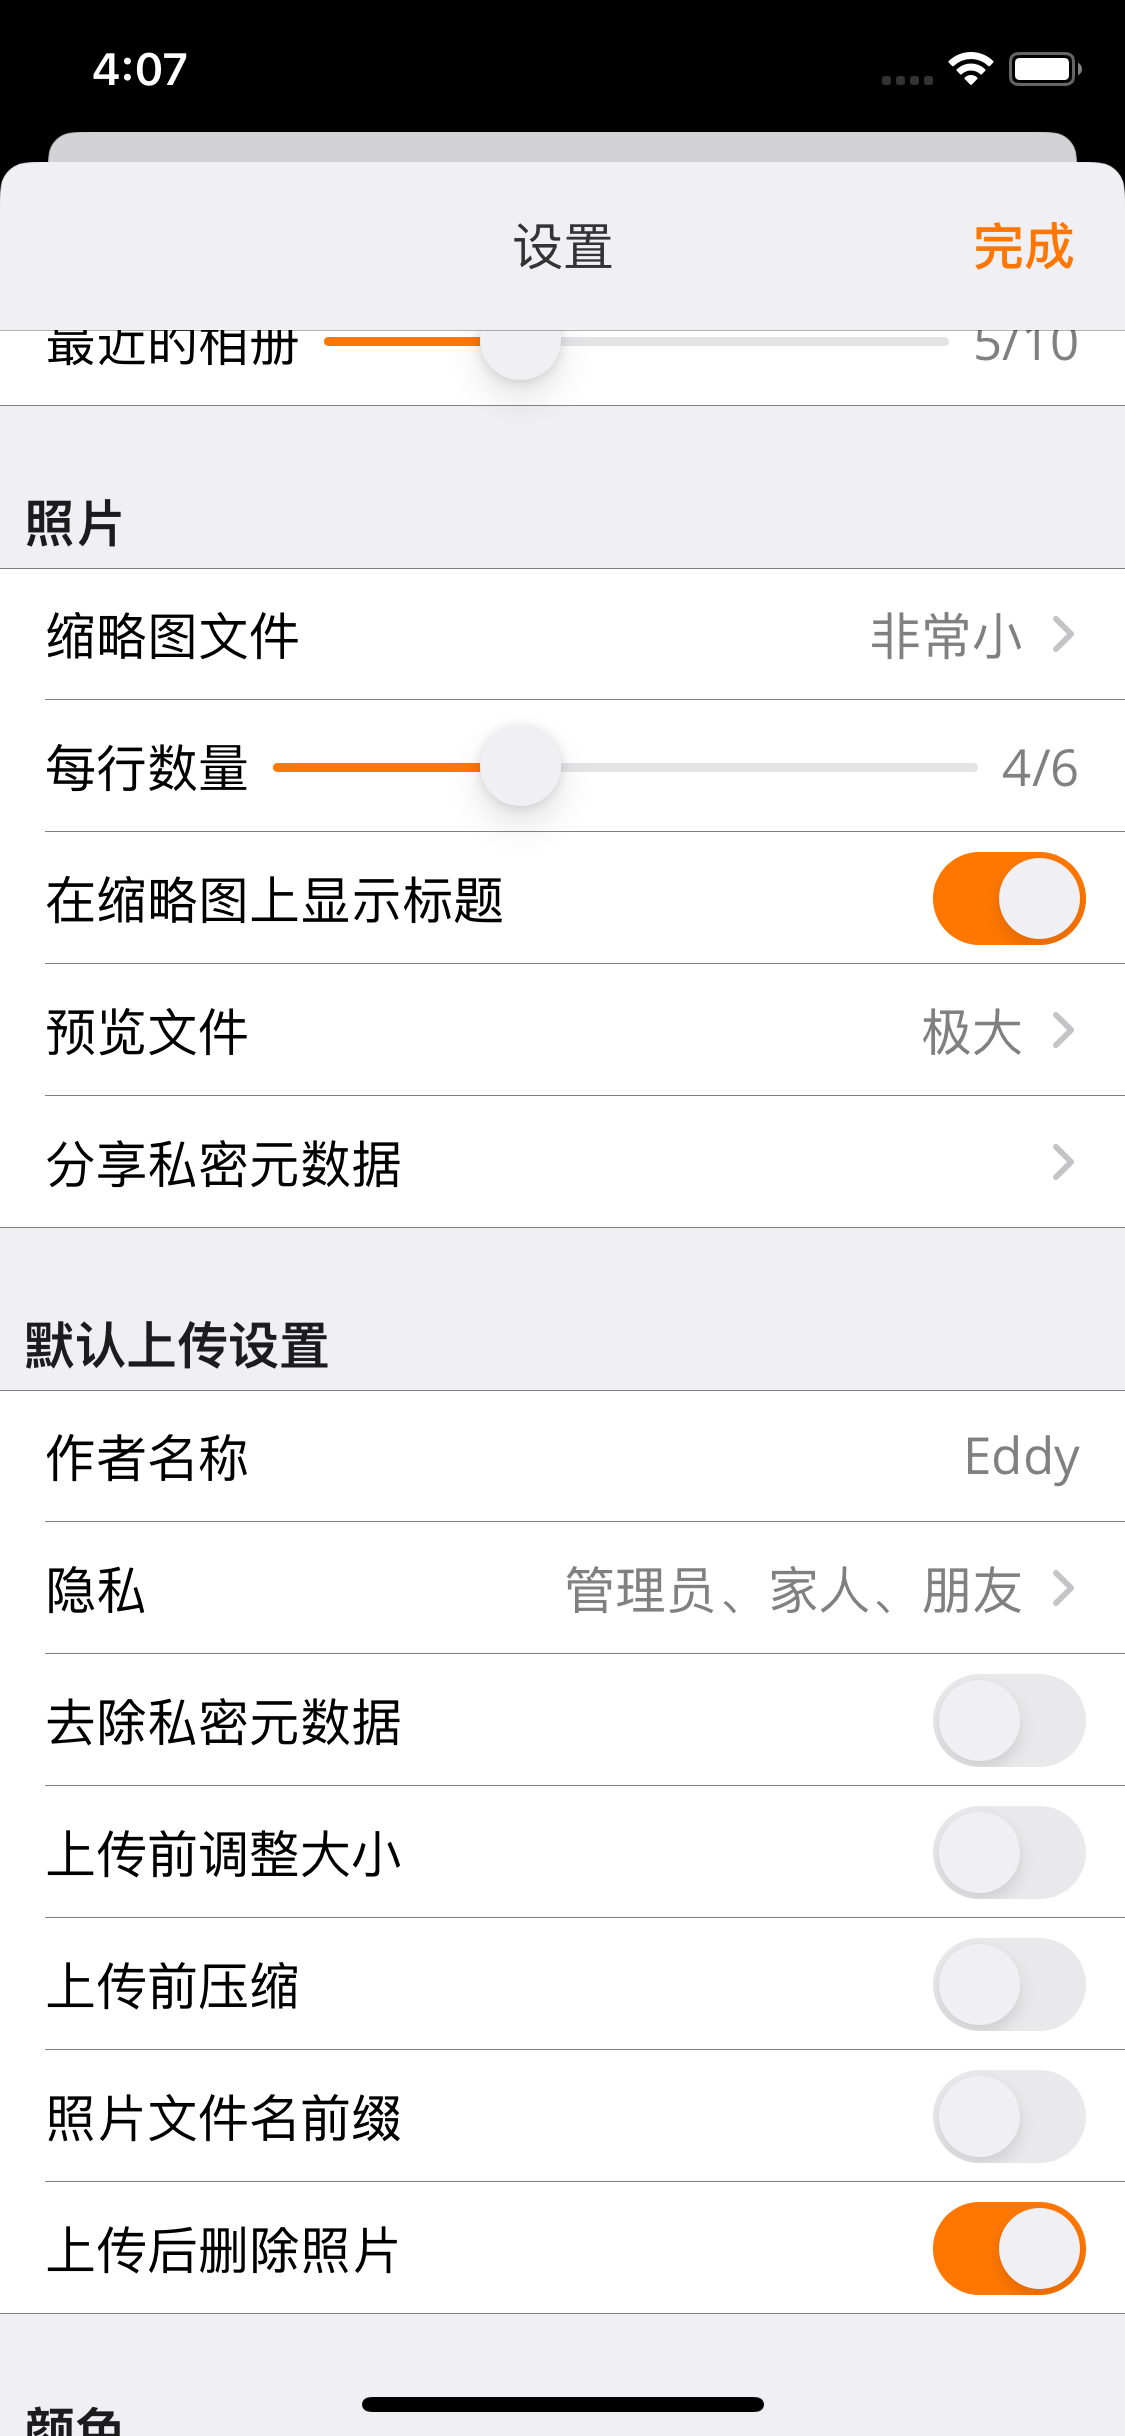 4:07
设置
完成
最近的相册
5/10
照片
缩略图文件
非常小
每行数量
4/6
在缩略图上显示标题
预览文件
极大
分享私密元数据
默认上传设置
作者名称
Eddy
隐私
管理员、家人、朋友
去除私密元数据
上传前调整大小
上传前压缩
照片文件名前缀
上传后删除照片
颜色